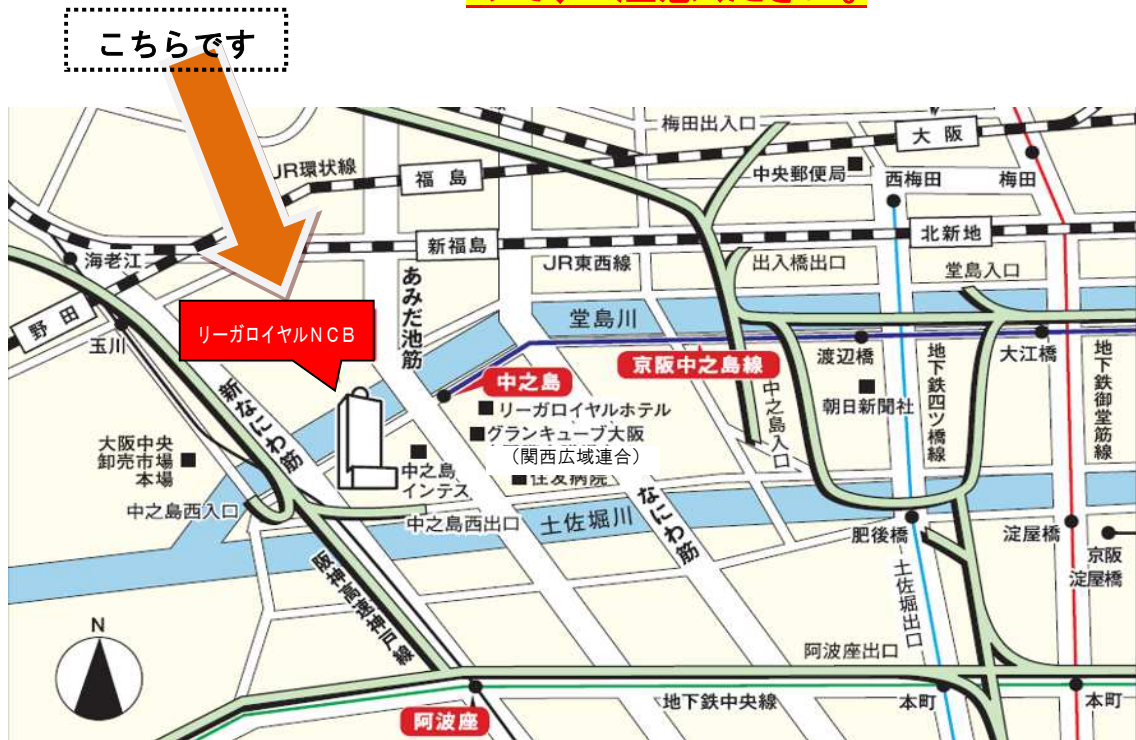 こちらです
梅田出入口
大阪
JR環状線
福島
中央郵便局
西梅田
梅田
新福島
北新地
海老江
JR東西線
出入橋出口
堂島入口
あみだ池筋
野田
玉川
リーガロイヤルNCB
堂島川
京阪中之島線
渡辺橋
大江橋
中之島
リーガロイヤルホテル
グランキューブ大阪
（関西広域連合）
住友病院
中之島
インテス
中之島入口
朝日新聞社
地下鉄四ツ橋線
地下鉄御堂筋線
新なにわ筋
大阪中央
卸売市場
本場
中之島西入口
中之島西出口
土佐堀川
なにわ筋
肥後橋
淀屋橋
京阪
淀屋橋
土佐堀出口
阪神高速神戸線
N
阿波座出口
阿波座
地下鉄中央線
本町
本町